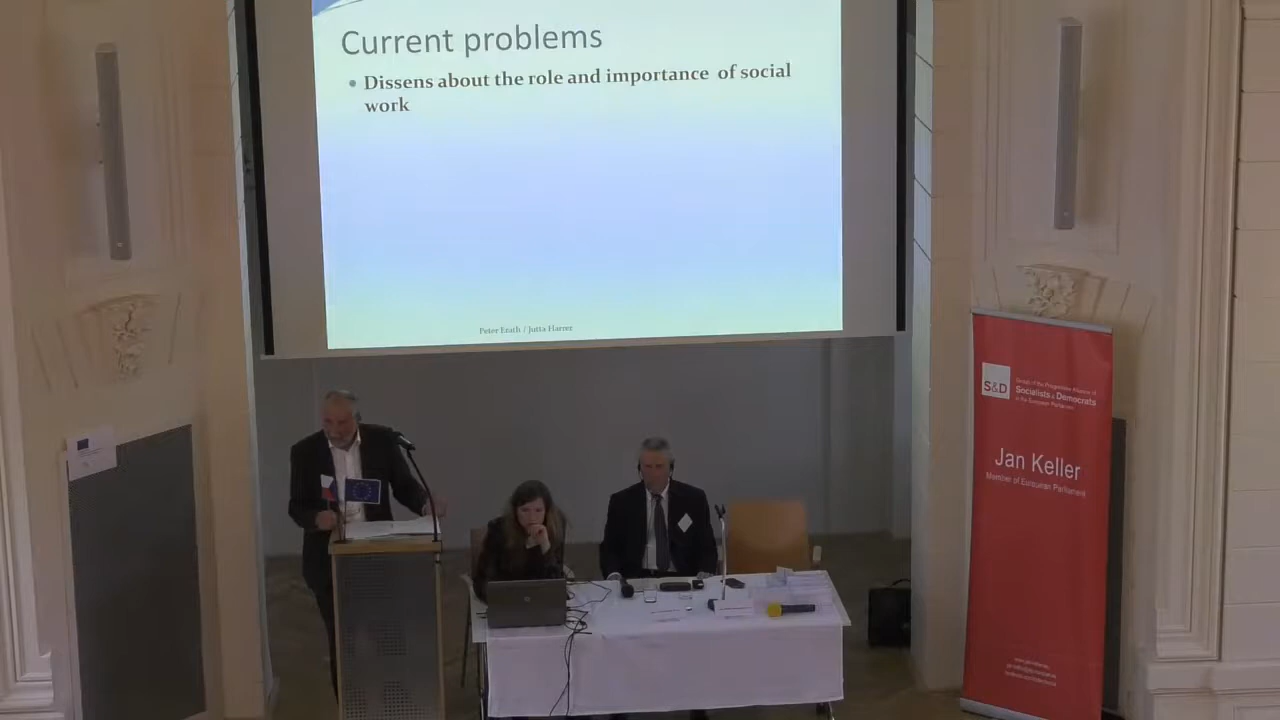 Current problems
• Dissens about the role and importance of social
work
Peter Erath / Jutta Harrer
S&D
Group of the Progressive Alliance of
Socialists & Democrats
in the European Parliament
Jan Keller
Member of European Parliament